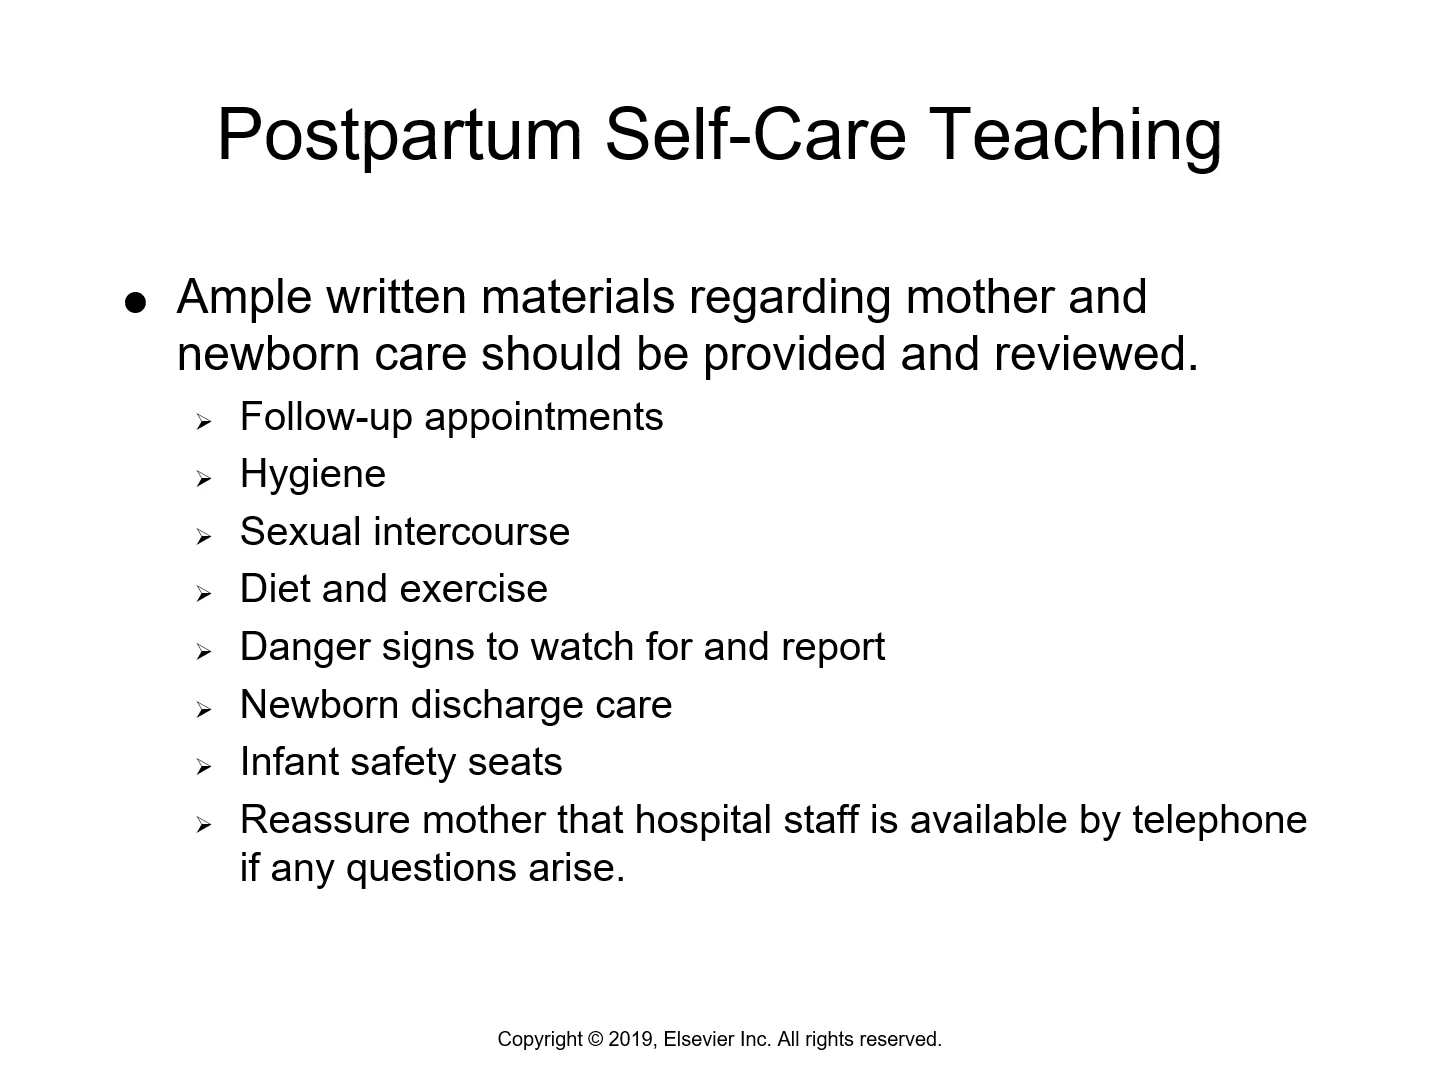 Postpartum Self-Care Teaching
● Ample written materials regarding mother and
newborn care should be provided and reviewed.
➢ Follow-up appointments
➢ Hygiene
➢ Sexual intercourse
➢ Diet and exercise
➢ Danger signs to watch for and report
➢ Newborn discharge care
➢ Infant safety seats
➢ Reassure mother that hospital staff is available by telephone
if any questions arise.
Copyright © 2019, Elsevier Inc. All rights reserved.